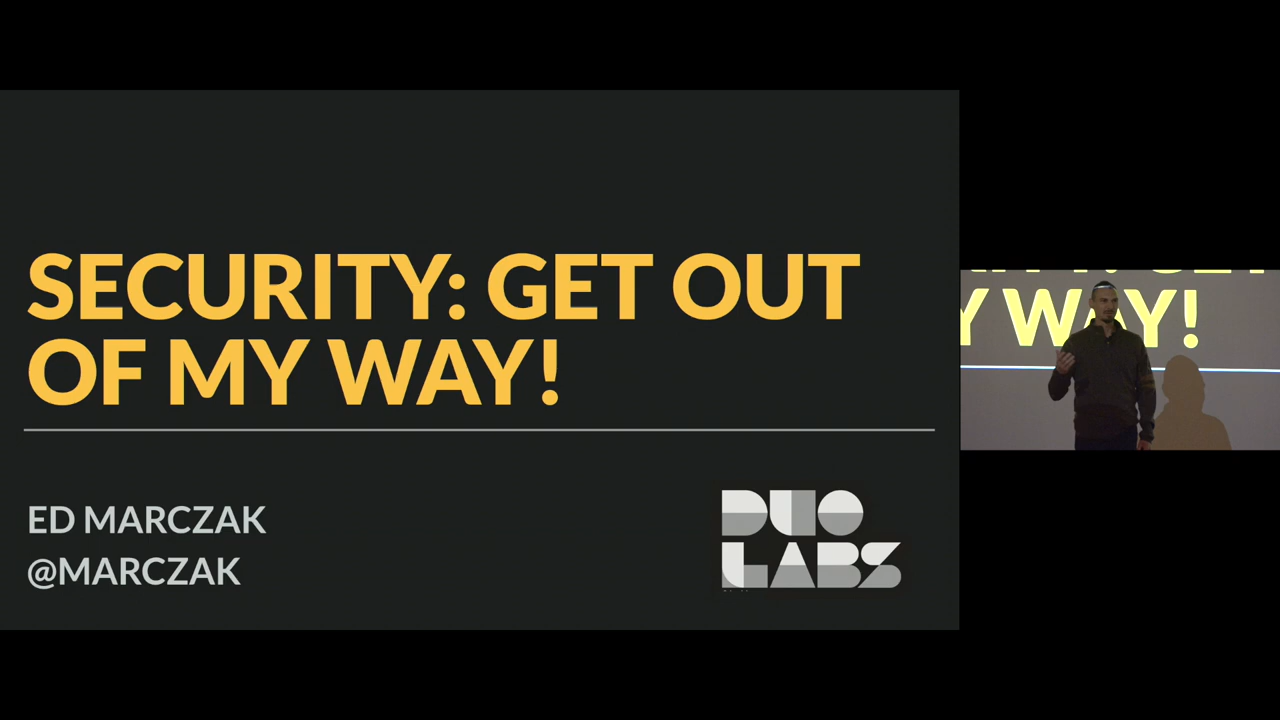 SECURITY: GET OUT
OF MY WAY!
ED MARCZAK
@MARCZAK
DUO
LABS
Y WAY!